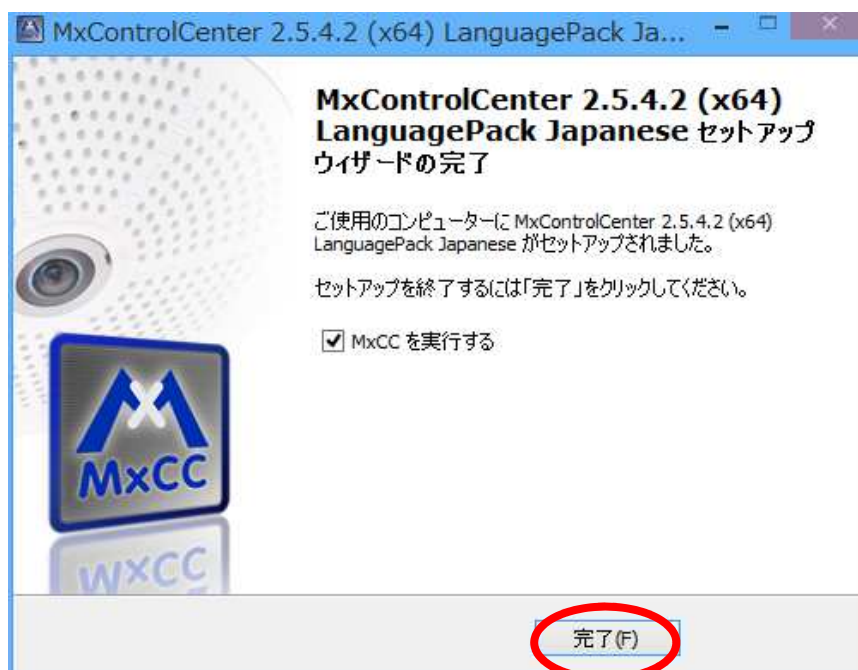 MxControlCenter 2.5.4.2 (x64) LanguagePack Ja...
MxControlCenter 2.5.4.2 (x64)
LanguagePack Japanese セットアップ
ウィザードの完了
ご使用のコンピューターに MxControlCenter 2.5.4.2 (x64)
LanguagePack Japanese がセットアップされました。
セットアップを終了するには「完了」をクリックしてください。
MxCC を実行する
MxCC
完了(F)